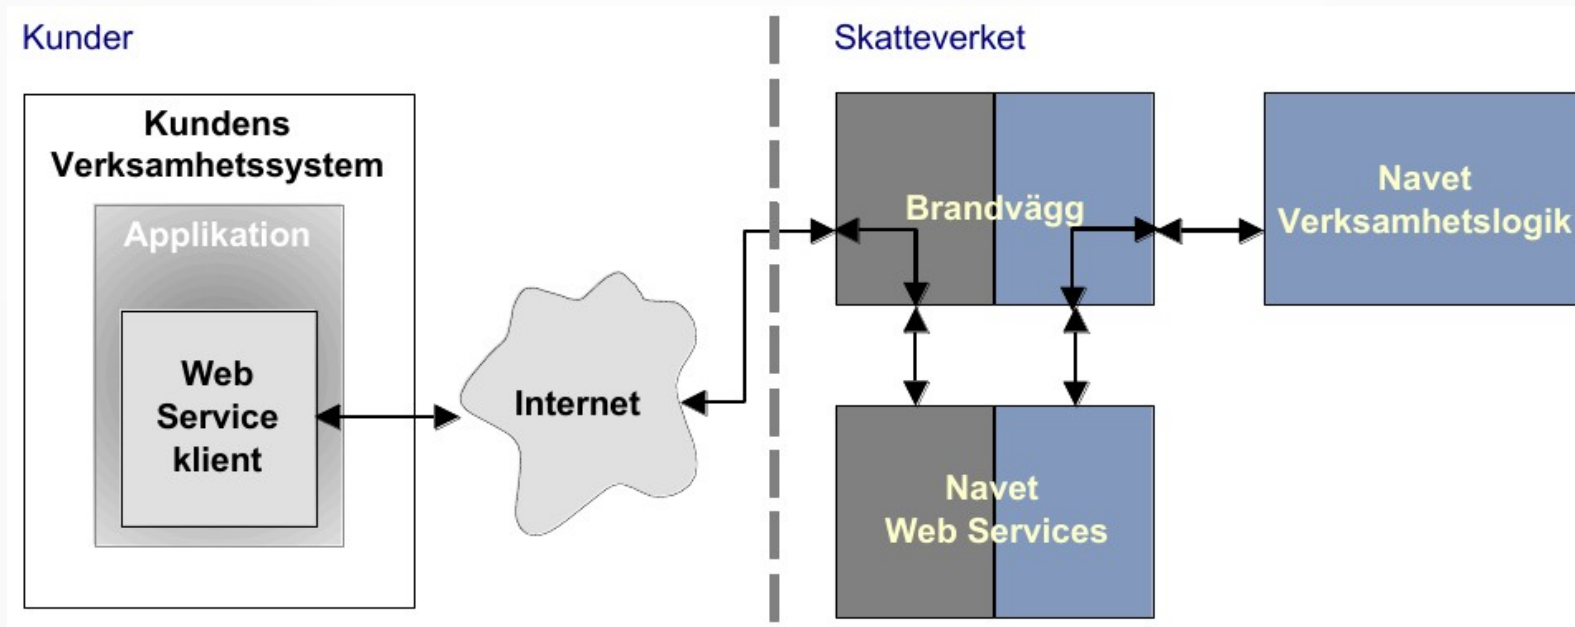 Kunder
Kundens
Verksamhetssystem
Applikation
Web
Service
klient
Internet
Skatteverket
Brandvägg
Navet
Verksamhetslogik
Navet
Web Services